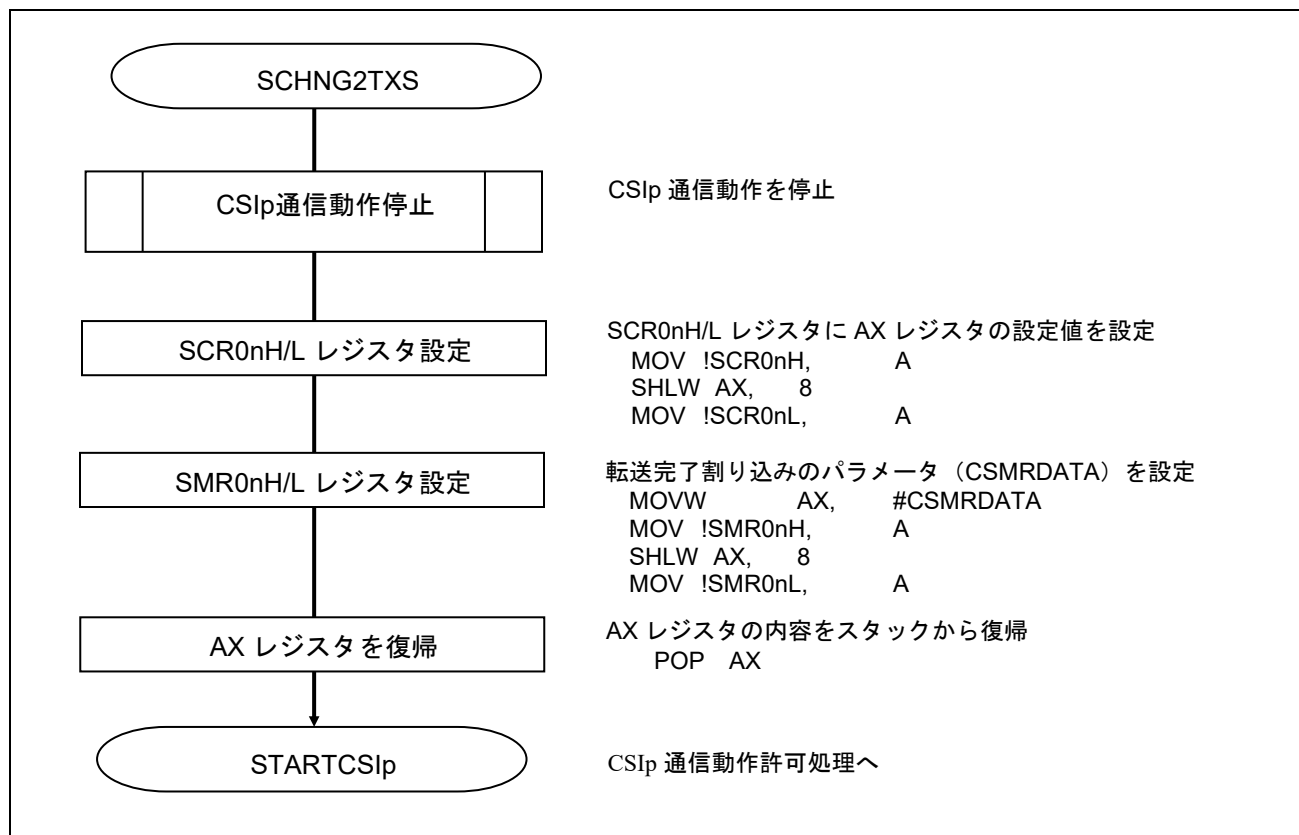 SCHNG2TXS
CSIp通信動作停止
CSIp 通信動作を停止
SCR0nH/L レジスタ設定
SCR0nH/L レジスタに AX レジスタの設定値を設定
MOV !SCR0nH, A
SHLW AX, 8
MOV !SCR0nL, A
SMR0nH/L レジスタ設定
転送完了割り込みのパラメータ（CSMRDATA）を設定
MOVW AX, #CSMRDATA
MOV !SMR0nH, A
SHLW AX, 8
MOV !SMR0nL, A
AX レジスタを復帰
AX レジスタの内容をスタックから復帰
POP AX
STARTCSIp
CSIp 通信動作許可処理へ